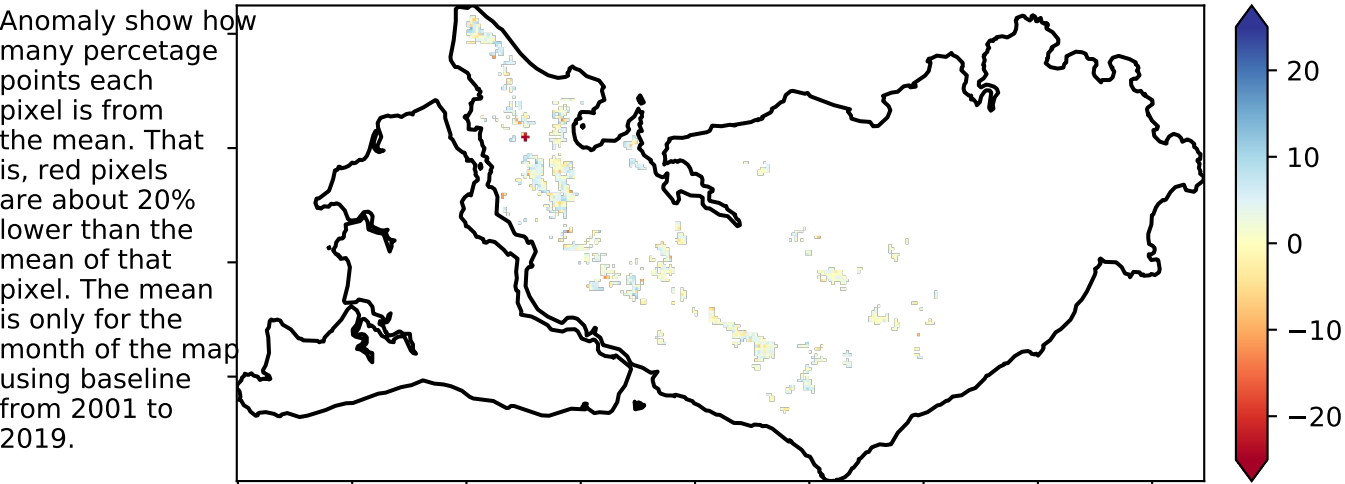 Anomaly show how
many percetage
points each
pixel is from
the mean. That
is, red pixels
are about 20%
lower than the
mean of that
pixel. The mean
is only for the
month of the map
using baseline
from 2001 to
2019.
20
10
0
−10
−20